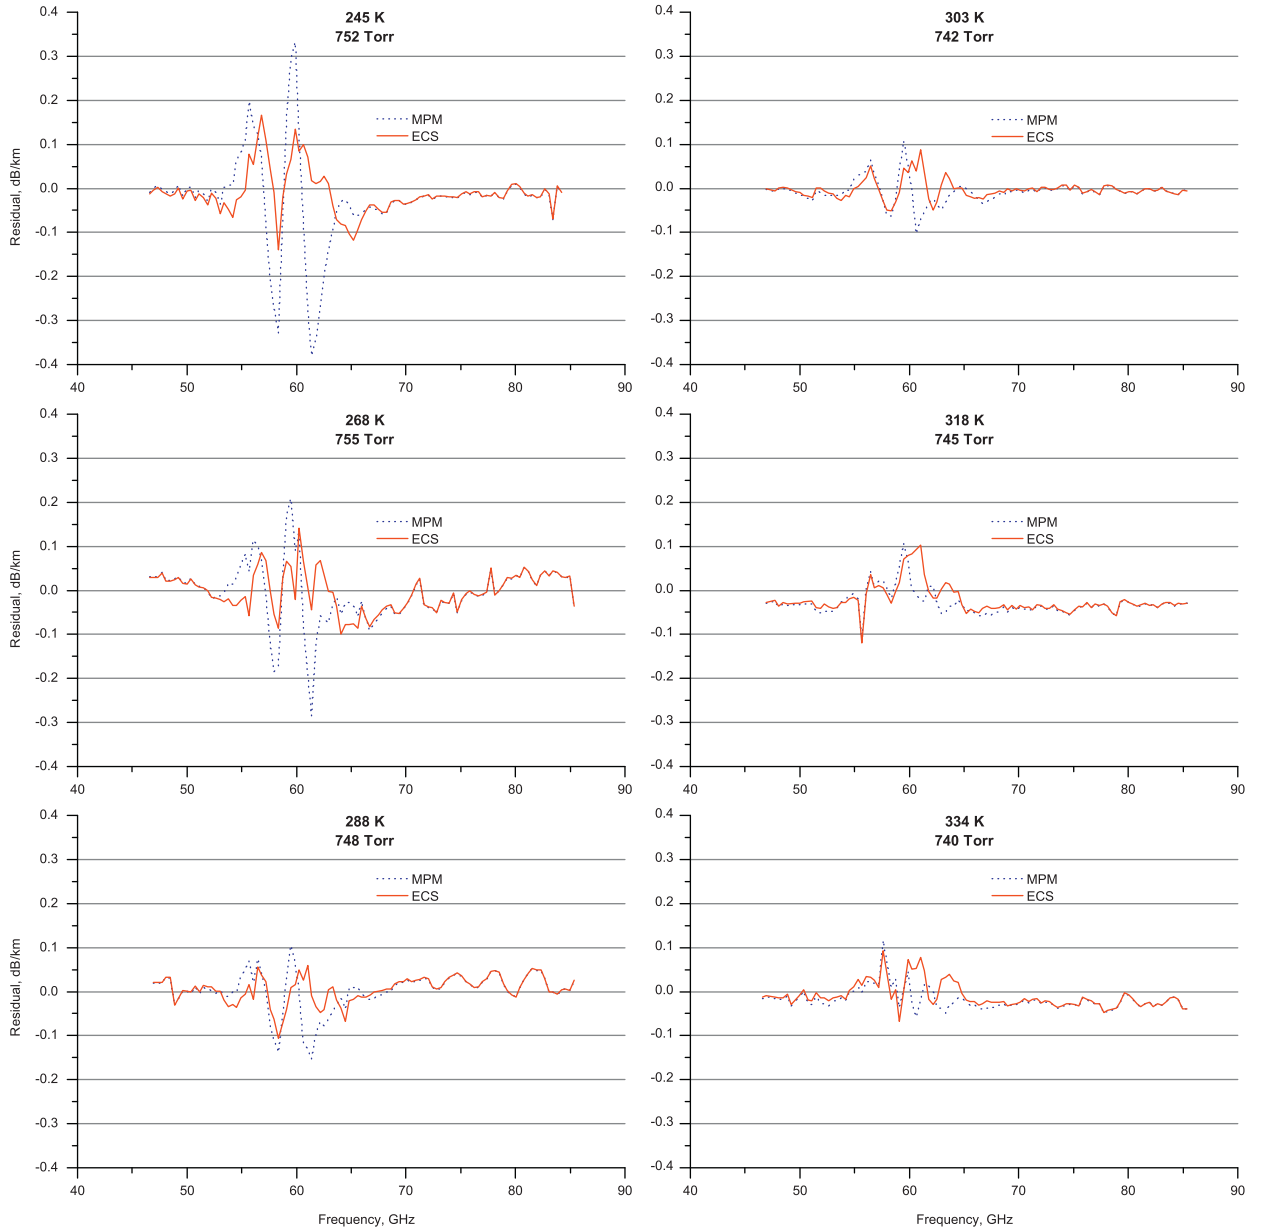 245 K
752 Torr
0.4
0.3
0.2
0.1
0.0
-0.1
-0.2
-0.3
-0.4
Residual, dB/km
MPM
ECS
40 50 60 70 80 90
303 K
742 Torr
0.4
0.3
0.2
0.1
0.0
-0.1
-0.2
-0.3
-0.4
MPM
ECS
40 50 60 70 80 90
268 K
755 Torr
0.4
0.3
0.2
0.1
0.0
-0.1
-0.2
-0.3
-0.4
Residual, dB/km
MPM
ECS
40 50 60 70 80 90
318 K
745 Torr
0.4
0.3
0.2
0.1
0.0
-0.1
-0.2
-0.3
-0.4
MPM
ECS
40 50 60 70 80 90
288 K
748 Torr
0.4
0.3
0.2
0.1
0.0
-0.1
-0.2
-0.3
-0.4
Residual, dB/km
MPM
ECS
40 50 60 70 80 90
Frequency, GHz
334 K
740 Torr
0.4
0.3
0.2
0.1
0.0
-0.1
-0.2
-0.3
-0.4
MPM
ECS
40 50 60 70 80 90
Frequency, GHz